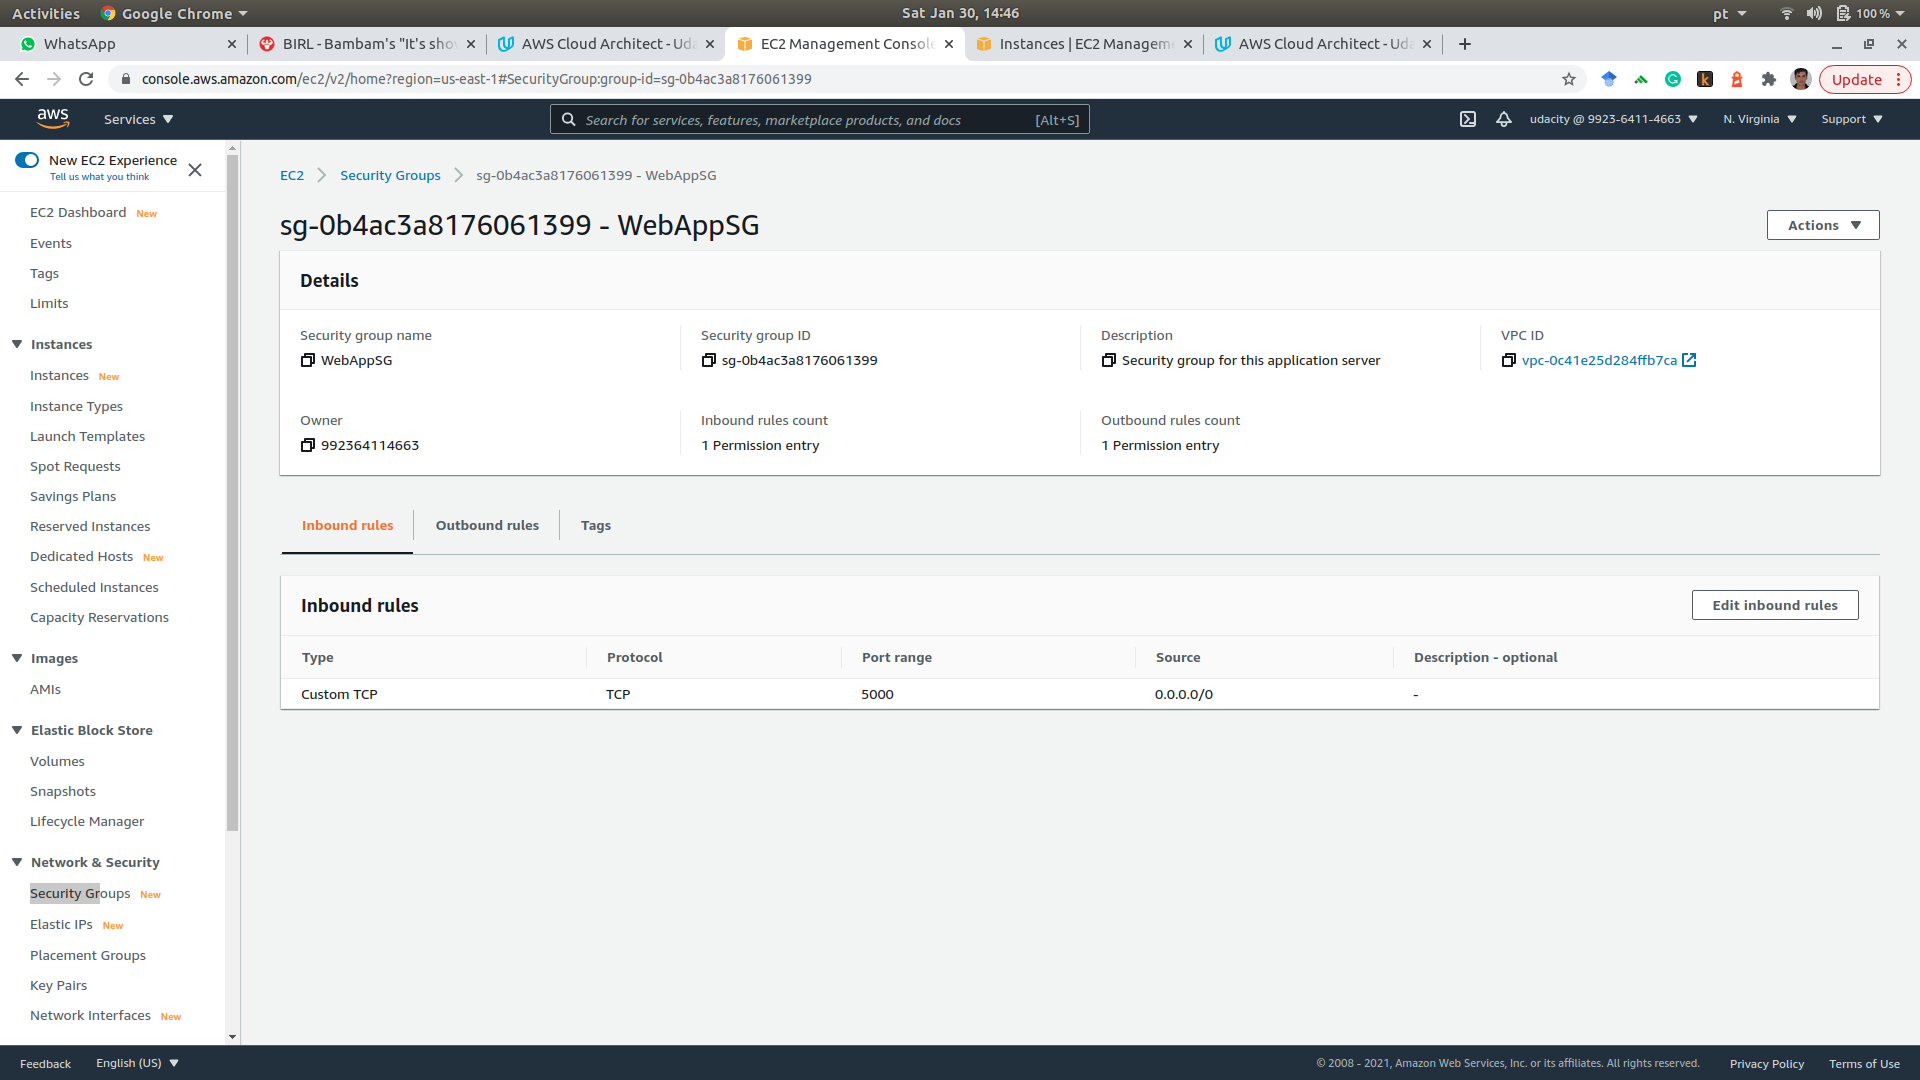 Activities
Google Chrome
Sat Jan 30, 14:46
pt
100 %
WhatsApp
BIRL - Bambam's "It's sho
AWS Cloud Architect - Uda
EC2 Management Console
Instances | EC2 Managem
AWS Cloud Architect - Uda
console.aws.amazon.com/ec2/v2/home?region=us-east-1#SecurityGroup:group-id=sg-0b4ac3a8176061399
Update
aws
Services
Search for services, features, marketplace products, and docs
[Alt+S]
udacity @ 9923-6411-4663
N. Virginia
Support
New EC2 Experience
Tell us what you think
EC2 Dashboard New
Events
Tags
Limits
Instances
Instances New
Instance Types
Launch Templates
Spot Requests
Savings Plans
Reserved Instances
Dedicated Hosts New
Scheduled Instances
Capacity Reservations
Images
AMIs
Elastic Block Store
Volumes
Snapshots
Lifecycle Manager
Network & Security
Security Groups New
Elastic IPs New
Placement Groups
Key Pairs
Network Interfaces New
EC2 > Security Groups > sg-0b4ac3a8176061399 - WebAppSG
sg-0b4ac3a8176061399 - WebAppSG
Actions
Details
Security group name
WebAppSG
Security group ID
sg-0b4ac3a8176061399
Description
Security group for this application server
VPC ID
vpc-0c41e25d284ffb7ca
Owner
992364114663
Inbound rules count
1 Permission entry
Outbound rules count
1 Permission entry
Inbound rules
Outbound rules
Tags
Inbound rules
Edit inbound rules
Type Protocol Port range Source Description - optional
Custom TCP TCP 5000 0.0.0.0/0 -
Feedback
English (US)
© 2008 - 2021, Amazon Web Services, Inc. or its affiliates. All rights reserved.
Privacy Policy
Terms of Use